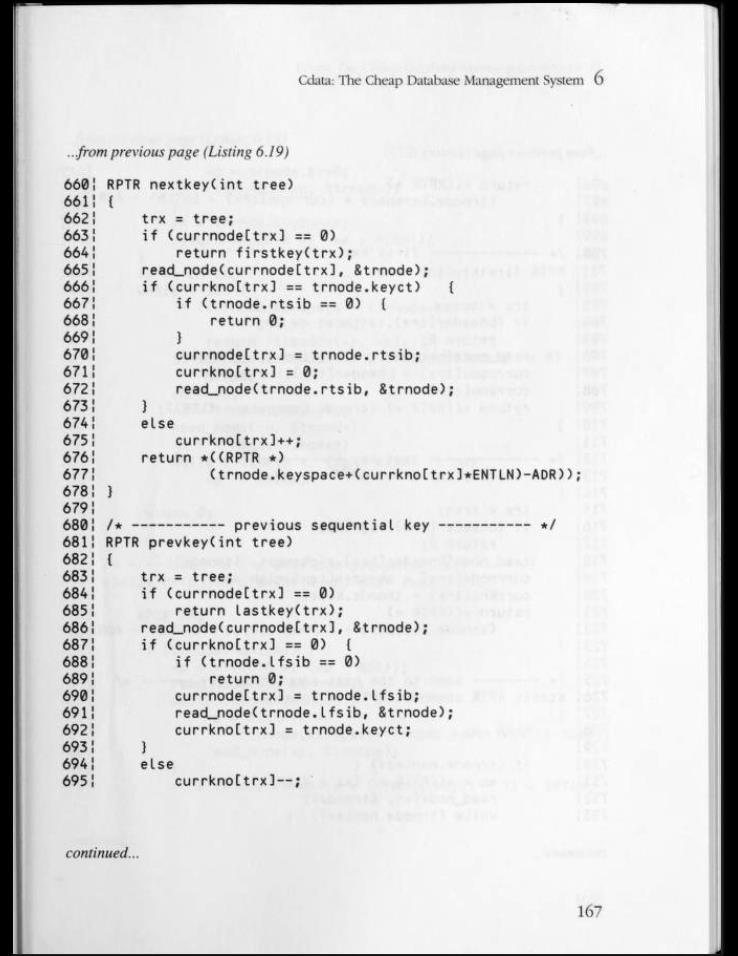 Cdata: The Cheap Database Management System 6
...from previous page (Listing 6.19)
660¦ RPTR nextkey(int tree)
661¦ {
662¦     trx = tree;
663¦     if (currnode[trx] == 0)
664¦         return firstkey(trx);
665¦     read_node(currnode[trx], &trnode);
666¦     if (currkno[trx] == trnode.keyct)   {
667¦         if (trnode.rtsib == 0)  {
668¦             return 0;
669¦         }
670¦         currnode[trx] = trnode.rtsib;
671¦         currkno[trx] = 0;
672¦         read_node(trnode.rtsib, &trnode);
673¦     }
674¦     else
675¦         currkno[trx]++;
676¦     return *((RPTR *)
677¦             (trnode.keyspace+(currkno[trx]*ENTLN)-ADR));
678¦ }
679¦
680¦ /* ----------- previous sequential key ----------- */
681¦ RPTR prevkey(int tree)
682¦ {
683¦     trx = tree;
684¦     if (currnode[trx] == 0)
685¦         return lastkey(trx);
686¦     read_node(currnode[trx], &trnode);
687¦     if (currkno[trx] == 0)  {
688¦         if (trnode.lfsib == 0)
689¦             return 0;
690¦         currnode[trx] = trnode.lfsib;
691¦         read_node(trnode.lfsib, &trnode);
692¦         currkno[trx] = trnode.keyct;
693¦     }
694¦     else
695¦         currkno[trx]--;
continued...
167